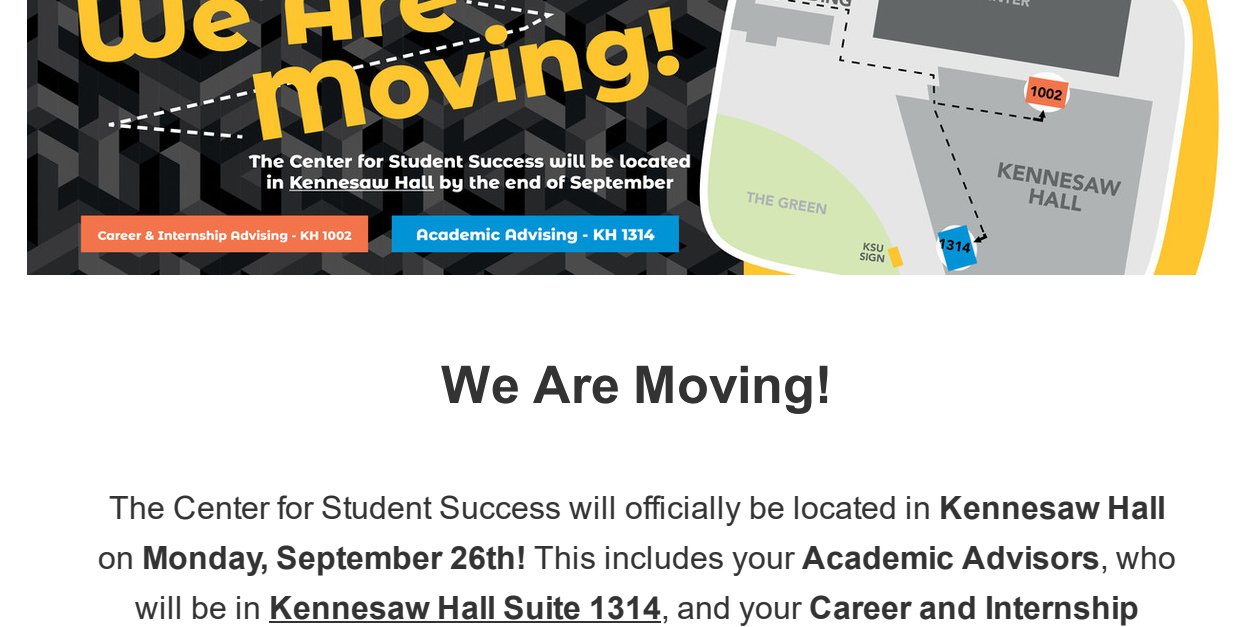 We Are
moving!
The Center for Student Success will be located
in Kennesaw Hall by the end of September
Career & Internship Advising - KH 1002
Academic Advising - KH 1314
1002
KENNESAW
HALL
THE GREEN
KSU
SIGN
1314
We Are Moving!
The Center for Student Success will officially be located in Kennesaw Hall
on Monday, September 26th! This includes your Academic Advisors, who
will be in Kennesaw Hall Suite 1314, and your Career and Internship